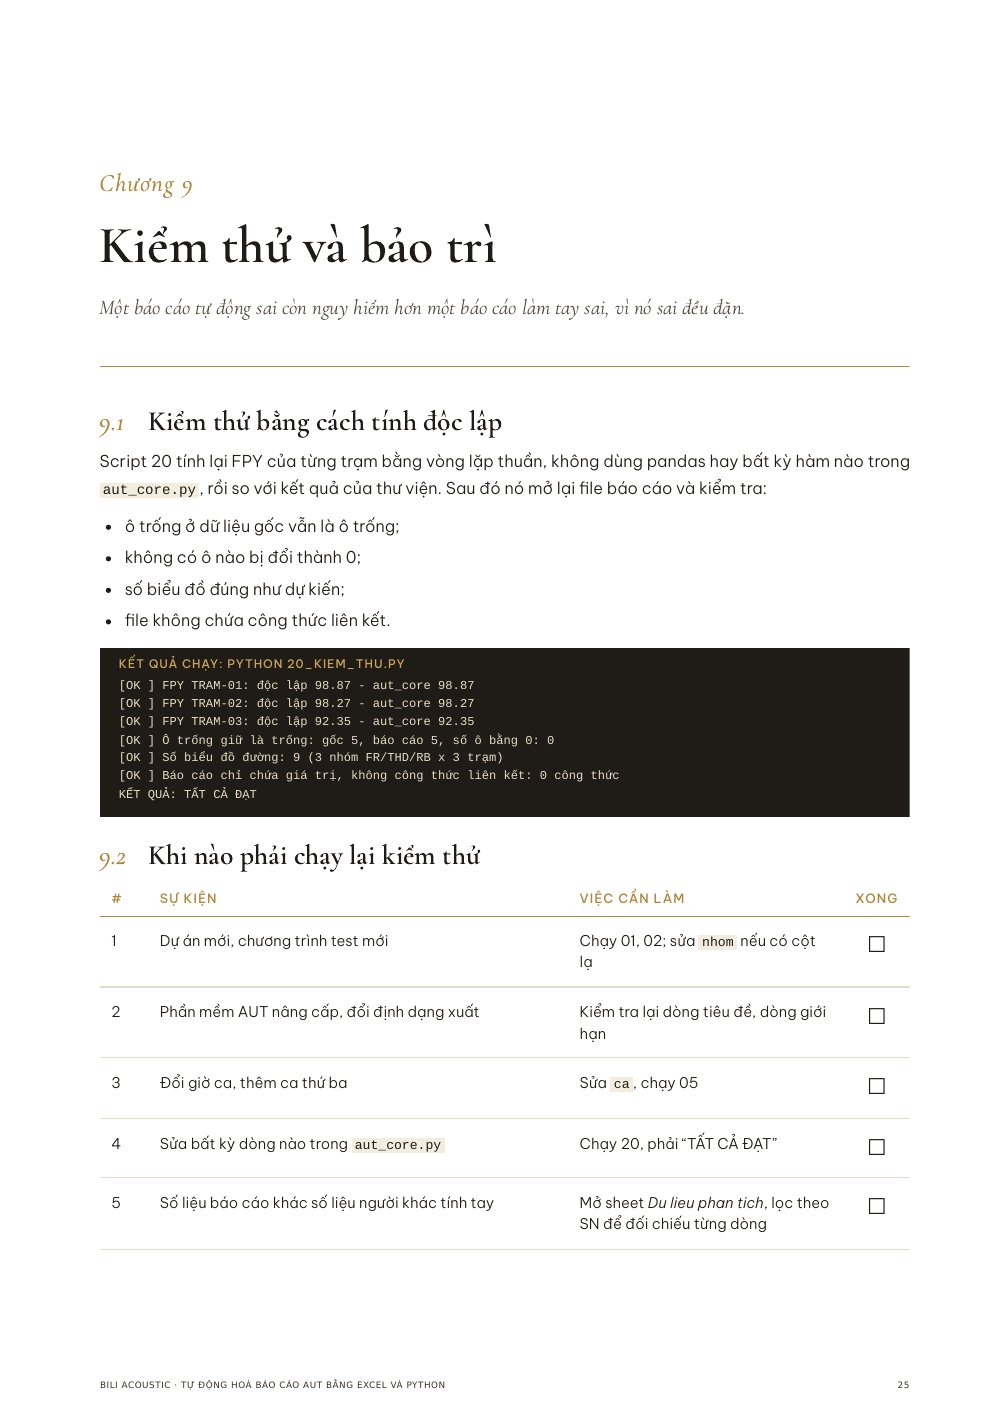 Chương 9
Kiểm thử và bảo trì
Một báo cáo tự động sai còn nguy hiểm hơn một báo cáo làm tay sai, vì nó sai đều đặn.
9.1 Kiểm thử bằng cách tính độc lập
Script 20 tính lại FPY của từng trạm bằng vòng lặp thuần, không dùng pandas hay bất kỳ hàm nào trong
aut_core.py, rồi so với kết quả của thư viện. Sau đó nó mở lại file báo cáo và kiểm tra:
• ô trống ở dữ liệu gốc vẫn là ô trống;
• không có ô nào bị đổi thành 0;
• số biểu đồ đúng như dự kiến;
• file không chứa công thức liên kết.
KẾT QUẢ CHẠY: PYTHON 20_KIEM_THU.PY
[OK ] FPY TRAM-01: độc lập 98.87 - aut_core 98.87
[OK ] FPY TRAM-02: độc lập 98.27 - aut_core 98.27
[OK ] FPY TRAM-03: độc lập 92.35 - aut_core 92.35
[OK ] Ô trống giữ là trống: gốc 5, báo cáo 5, số ô bằng 0: 0
[OK ] Số biểu đồ đường: 9 (3 nhóm FR/THD/RB x 3 trạm)
[OK ] Báo cáo chỉ chứa giá trị, không công thức liên kết: 0 công thức
KẾT QUẢ: TẤT CẢ ĐẠT
9.2 Khi nào phải chạy lại kiểm thử
# SỰ KIỆN VIỆC CẦN LÀM XONG
1 Dự án mới, chương trình test mới Chạy 01, 02; sửa nhom nếu có cột
lạ
☐
2 Phần mềm AUT nâng cấp, đổi định dạng xuất Kiểm tra lại dòng tiêu đề, dòng giới
hạn
☐
3 Đổi giờ ca, thêm ca thứ ba Sửa ca, chạy 05 ☐
4 Sửa bất kỳ dòng nào trong aut_core.py Chạy 20, phải “TẤT CẢ ĐẠT” ☐
5 Số liệu báo cáo khác số liệu người khác tính tay Mở sheet Du lieu phan tich, lọc theo
SN để đối chiếu từng dòng
☐
BILI ACOUSTIC · TỰ ĐỘNG HOÁ BÁO CÁO AUT BẰNG EXCEL VÀ PYTHON 25